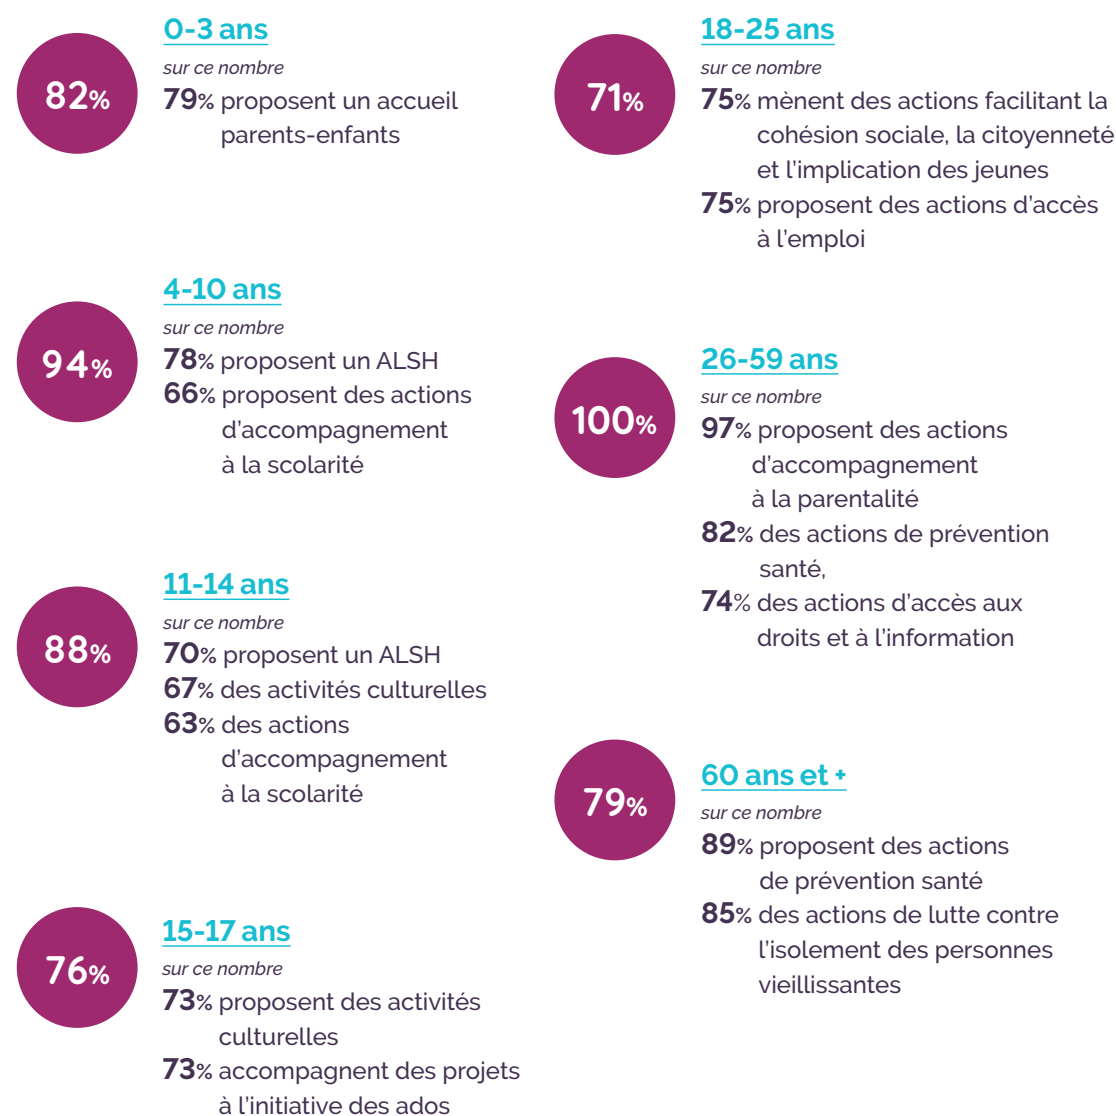 82%
0-3 ans
sur ce nombre
79% proposent un accueil
parents-enfants
94%
4-10 ans
sur ce nombre
78% proposent un ALSH
66% proposent des actions
d’accompagnement
à la scolarité
88%
11-14 ans
sur ce nombre
70% proposent un ALSH
67% des activités culturelles
63% des actions
d’accompagnement
à la scolarité
76%
15-17 ans
sur ce nombre
73% proposent des activités
culturelles
73% accompagnent des projets
à l’initiative des ados
71%
18-25 ans
sur ce nombre
75% mènent des actions facilitant la
cohésion sociale, la citoyenneté
et l’implication des jeunes
75% proposent des actions d’accès
à l’emploi
100%
26-59 ans
sur ce nombre
97% proposent des actions
d’accompagnement
à la parentalité
82% des actions de prévention
santé,
74% des actions d’accès aux
droits et à l’information
79%
60 ans et +
sur ce nombre
89% proposent des actions
de prévention santé
85% des actions de lutte contre
l’isolement des personnes
vieillissantes